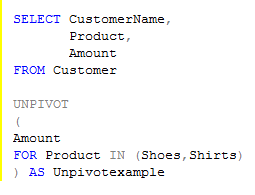 SELECT CustomerName,
Product,
Amount
FROM Customer
UNPIVOT
(
Amount
FOR Product IN (Shoes,Shirts)
) AS Unpivotexample